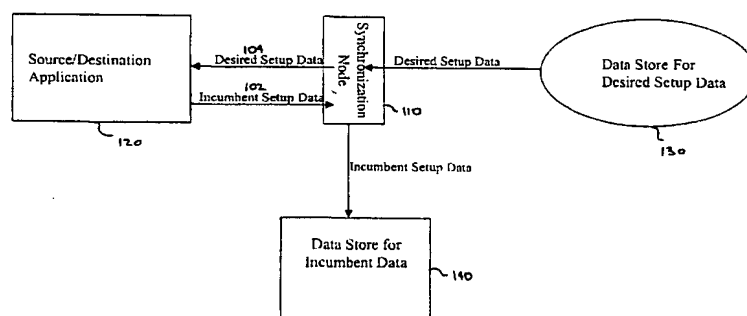 Source/Destination
Application
120
104
Desired Setup Data
102
Incumbent Setup Data
Synchronization
Node,
110
Desired Setup Data
Data Store For
Desired Setup Data
130
Incumbent Setup Data
Data Store for
Incumbent Data
140